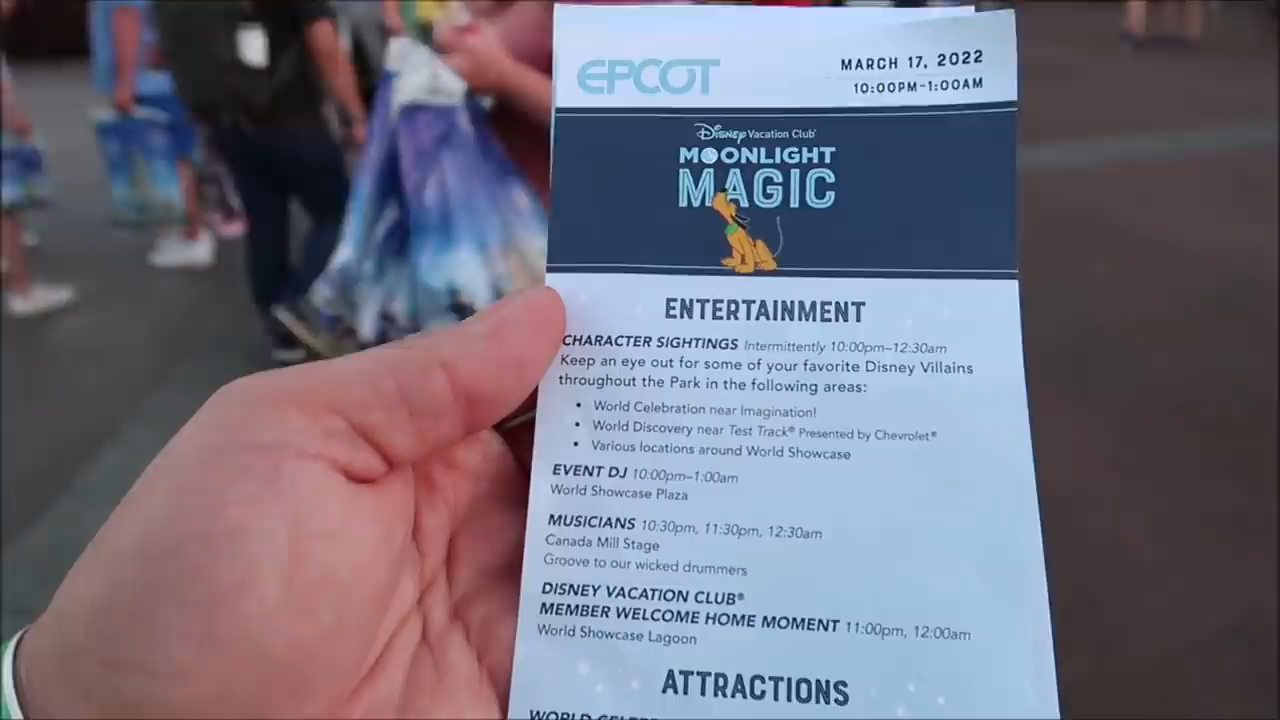 EPCOT
MARCH 17, 2022
10:00PM-1:00AM
Disney Vacation Club®
MOONLIGHT
MAGIC
ENTERTAINMENT
CHARACTER SIGHTINGS Intermittently 10:00pm–12:30am
Keep an eye out for some of your favorite Disney Villains
throughout the Park in the following areas:
• World Celebration near Imagination!
• World Discovery near Test Track® Presented by Chevrolet®
• Various locations around World Showcase
EVENT DJ 10:00pm–1:00am
World Showcase Plaza
MUSICIANS 10:30pm, 11:30pm, 12:30am
Canada Mill Stage
Groove to our wicked drummers
DISNEY VACATION CLUB®
MEMBER WELCOME HOME MOMENT 11:00pm, 12:00am
World Showcase Lagoon
ATTRACTIONS
WORLD